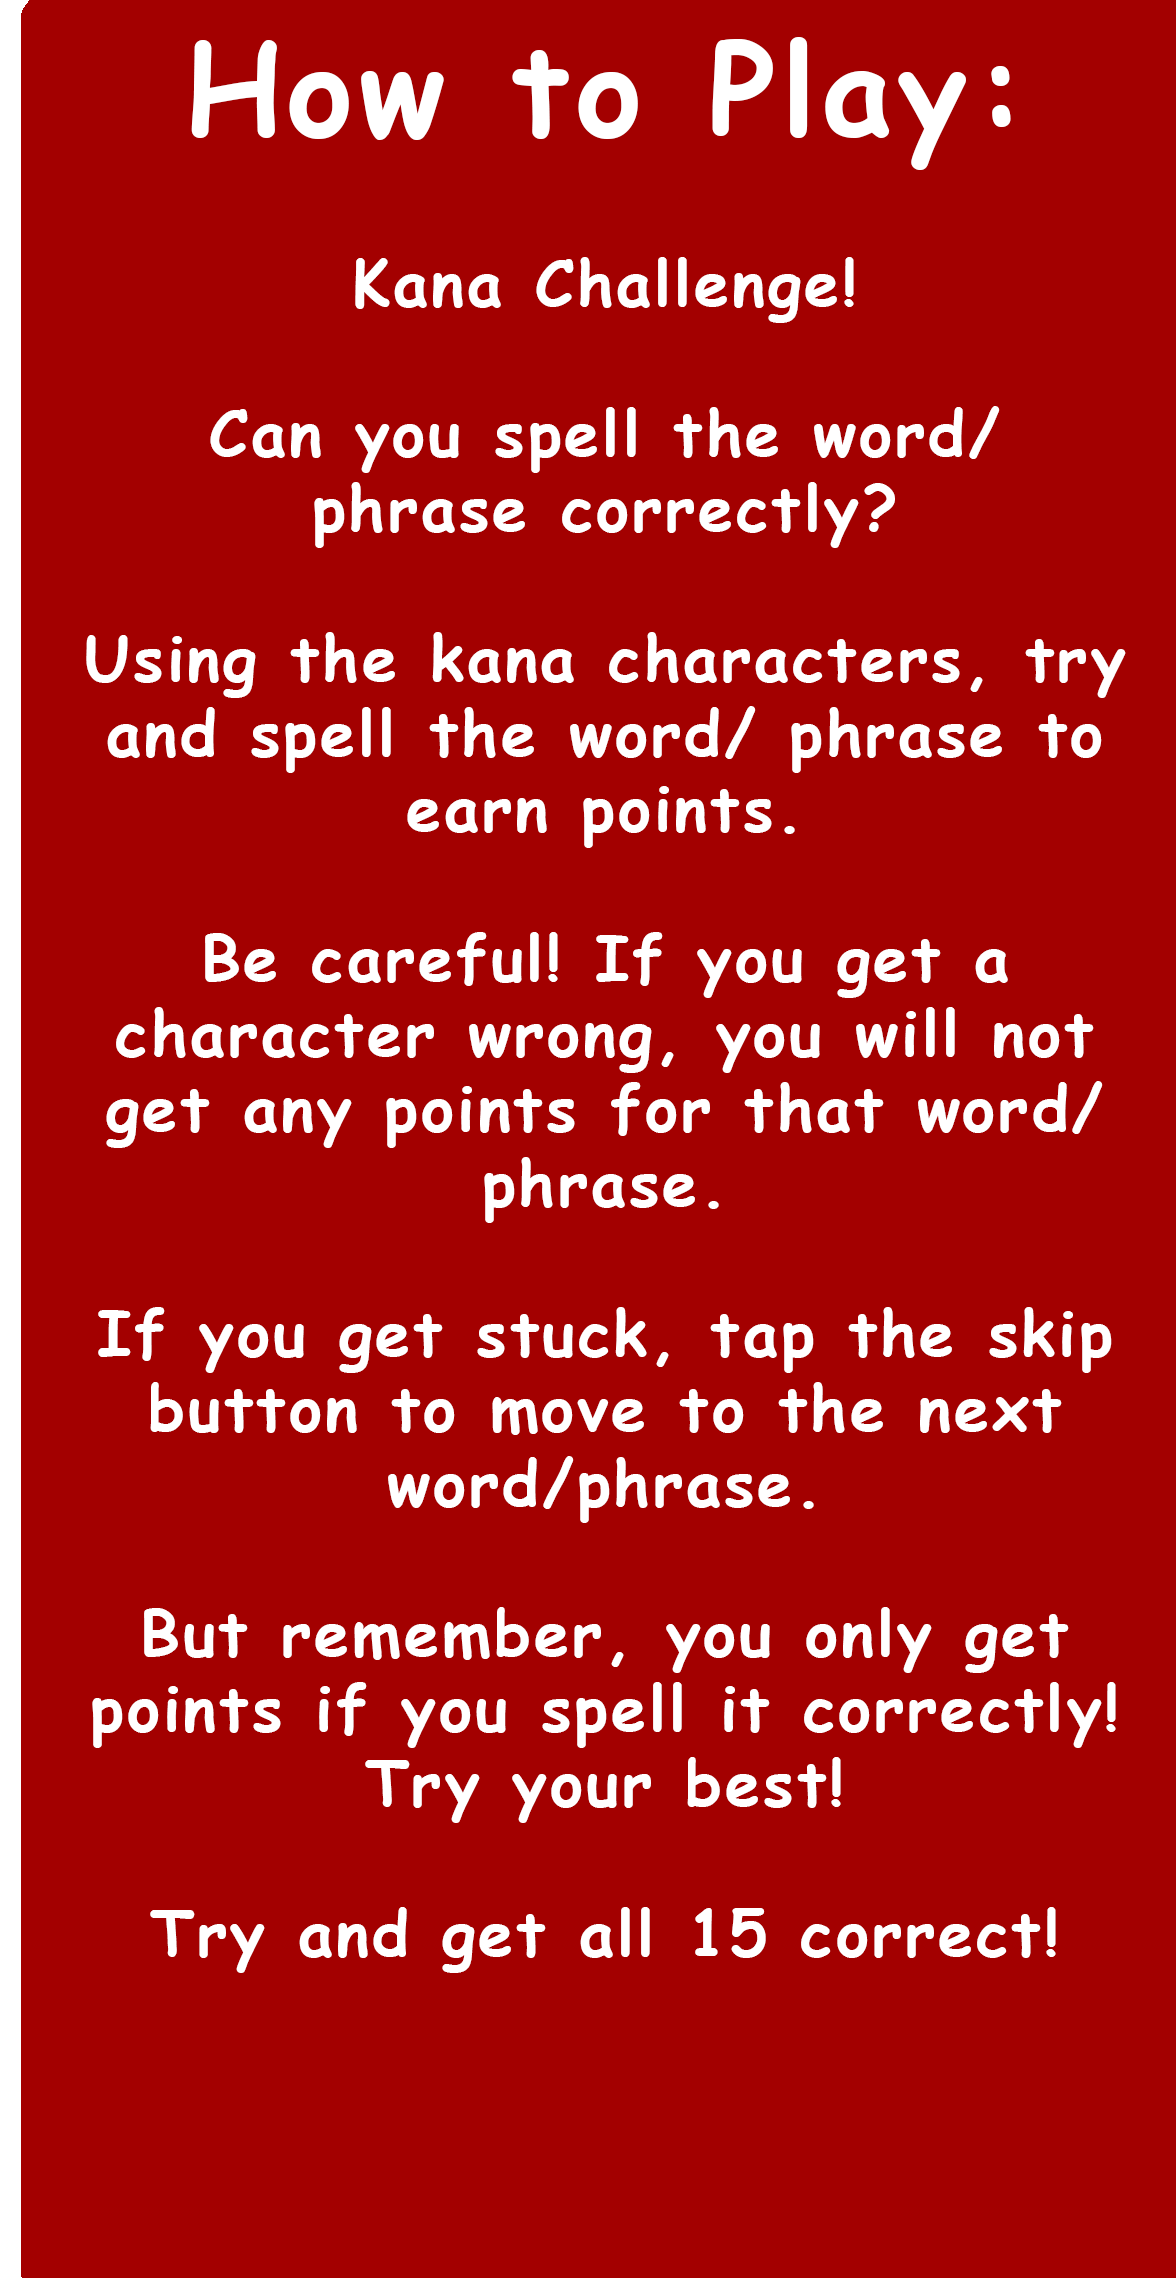 How to Play:
Kana Challenge!
Can you spell the word/
phrase correctly?
Using the kana characters, try
and spell the word/ phrase to
earn points.
Be careful! If you get a
character wrong, you will not
get any points for that word/
phrase.
If you get stuck, tap the skip
button to move to the next
word/phrase.
But remember, you only get
points if you spell it correctly!
Try your best!
Try and get all 15 correct!